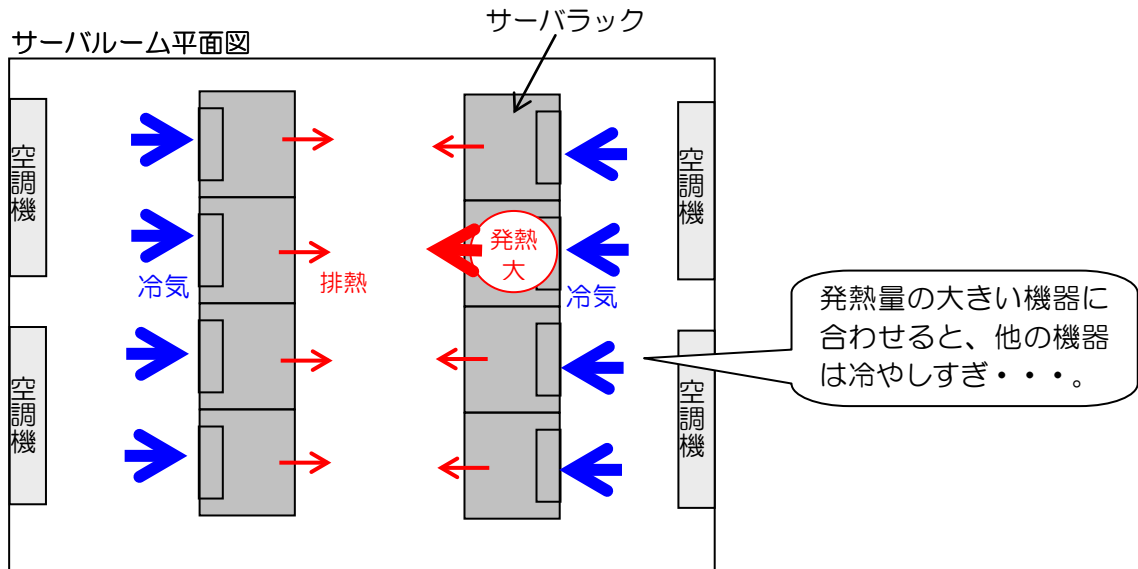 サーバラック
サーバルーム平面図
空調機
空調機
冷気
排熱
発熱
大
冷気
発熱量の大きい機器に
合わせると、他の機器
は冷やしすぎ・・・。
空調機
空調機